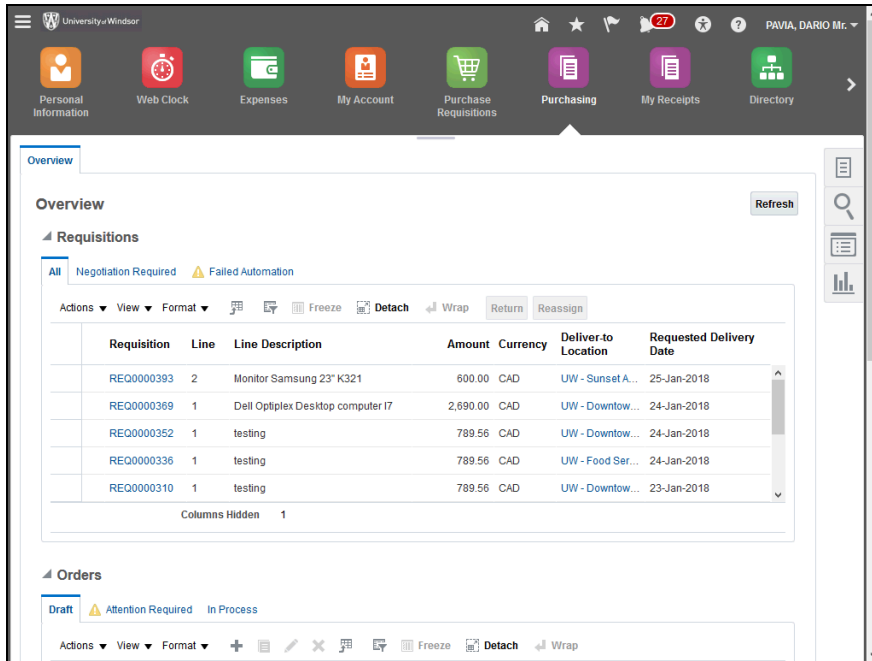 University of Windsor
27
?
PAVIA, DARIO Mr.
Personal Information
Web Clock
Expenses
My Account
Purchase Requisitions
Purchasing
My Receipts
Directory
Overview
Overview
Refresh
Requisitions
All Negotiation Required Failed Automation
Actions View Format Freeze Detach Wrap Return Reassign
Requisition Line Line Description Amount Currency Deliver-to Location Requested Delivery Date
REQ0000393 2 Monitor Samsung 23" K321 600.00 CAD UW - Sunset A... 25-Jan-2018
REQ0000369 1 Dell Optiplex Desktop computer I7 2,690.00 CAD UW - Downtow... 24-Jan-2018
REQ0000352 1 testing 789.56 CAD UW - Downtow... 24-Jan-2018
REQ0000336 1 testing 789.56 CAD UW - Food Ser... 24-Jan-2018
REQ0000310 1 testing 789.56 CAD UW - Downtow... 23-Jan-2018
Columns Hidden 1
Orders
Draft Attention Required In Process
Actions View Format Freeze Detach Wrap